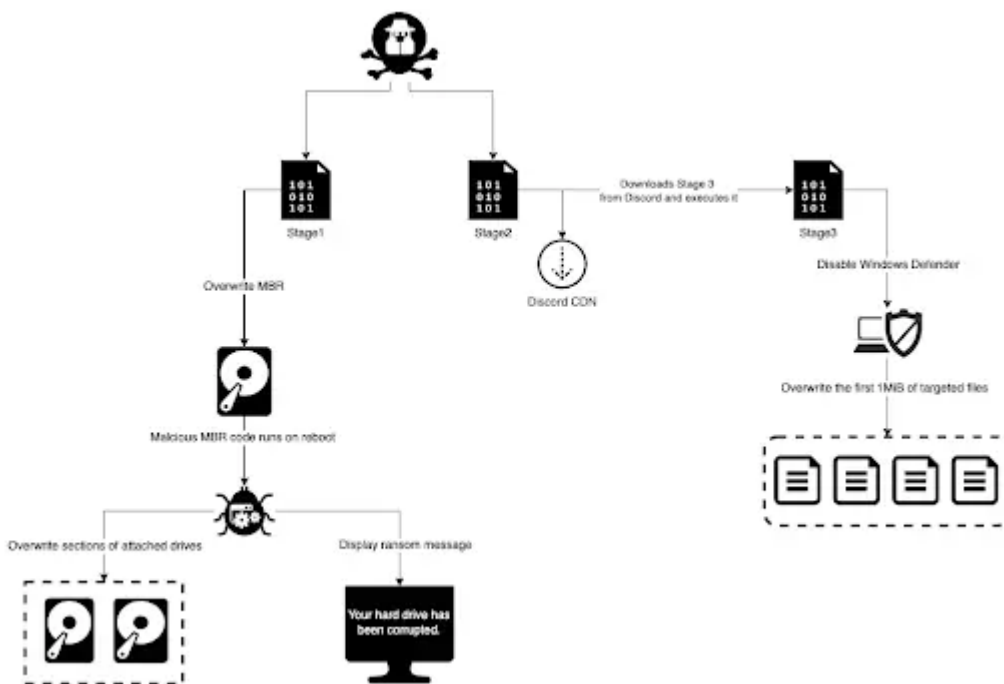 101
010
101
Stage1
101
010
101
Stage2
Downloads Stage 3
from Discord and executes it
101
010
101
Stage3
Discord CDN
Disable Windows Defender
Overwrite MBR
Overwrite the first 1MiB of targeted files
Malcious MBR code runs on reboot
Overwrite sections of attached drives
Display ransom message
Your hard drive has
been corrupted.